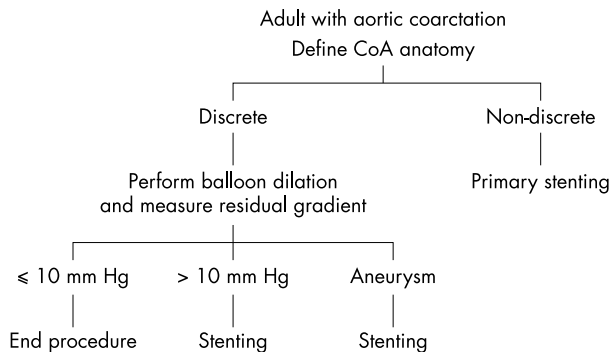 Adult with aortic coarctation
Define CoA anatomy
Discrete
Non-discrete
Perform balloon dilation
and measure residual gradient
Primary stenting
⩽ 10 mm Hg
> 10 mm Hg
Aneurysm
End procedure
Stenting
Stenting